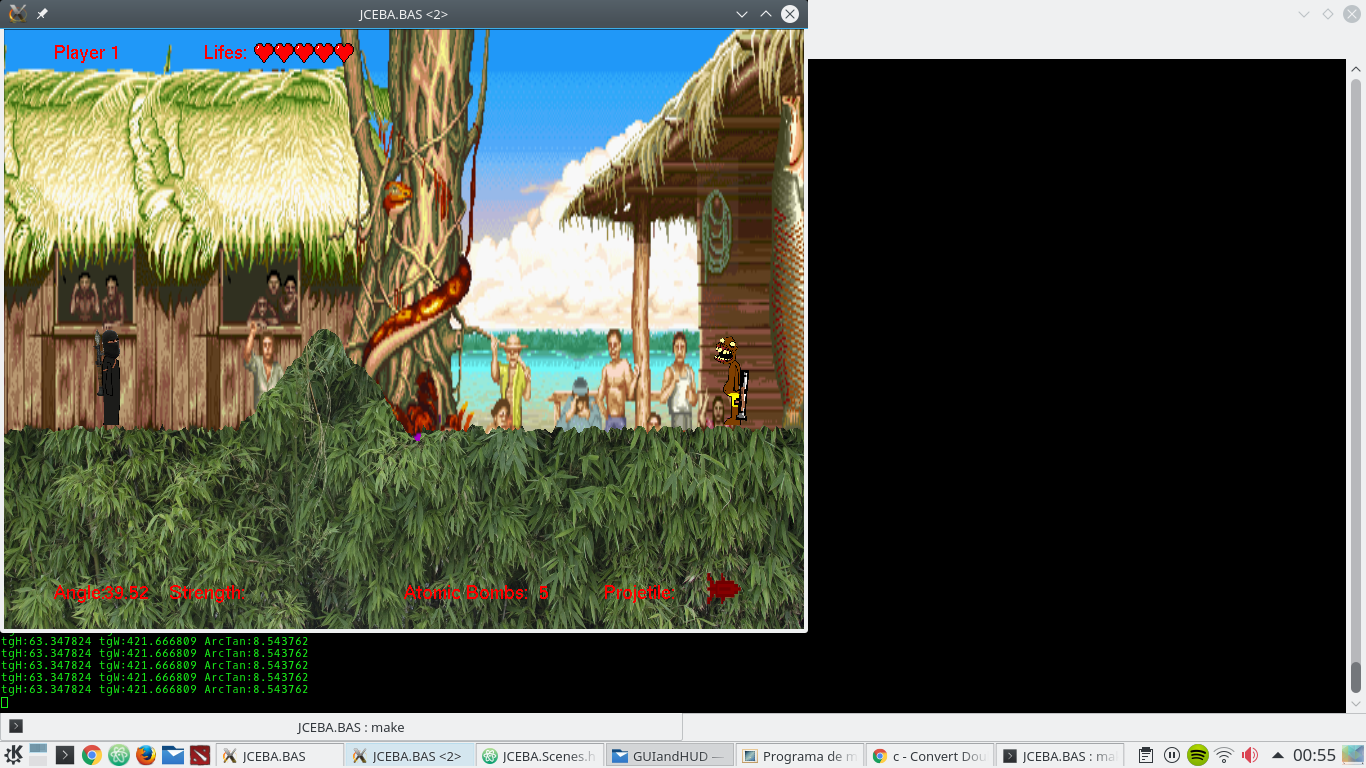 JCEBA.BAS <2>
Player 1
Lifes:
Angle:39.52 Strength:
Atomic Bombs: 5
Projetile:
tgH:63.347824 tgW:421.666809 ArcTan:8.543762
tgH:63.347824 tgW:421.666809 ArcTan:8.543762
tgH:63.347824 tgW:421.666809 ArcTan:8.543762
tgH:63.347824 tgW:421.666809 ArcTan:8.543762
tgH:63.347824 tgW:421.666809 ArcTan:8.543762
JCEBA.BAS : make
JCEBA.BAS
JCEBA.BAS <2>
JCEBA.Scenes.h
GUIandHUD —
Programa de m
c - Convert Dou
JCEBA.BAS : ma
00:55